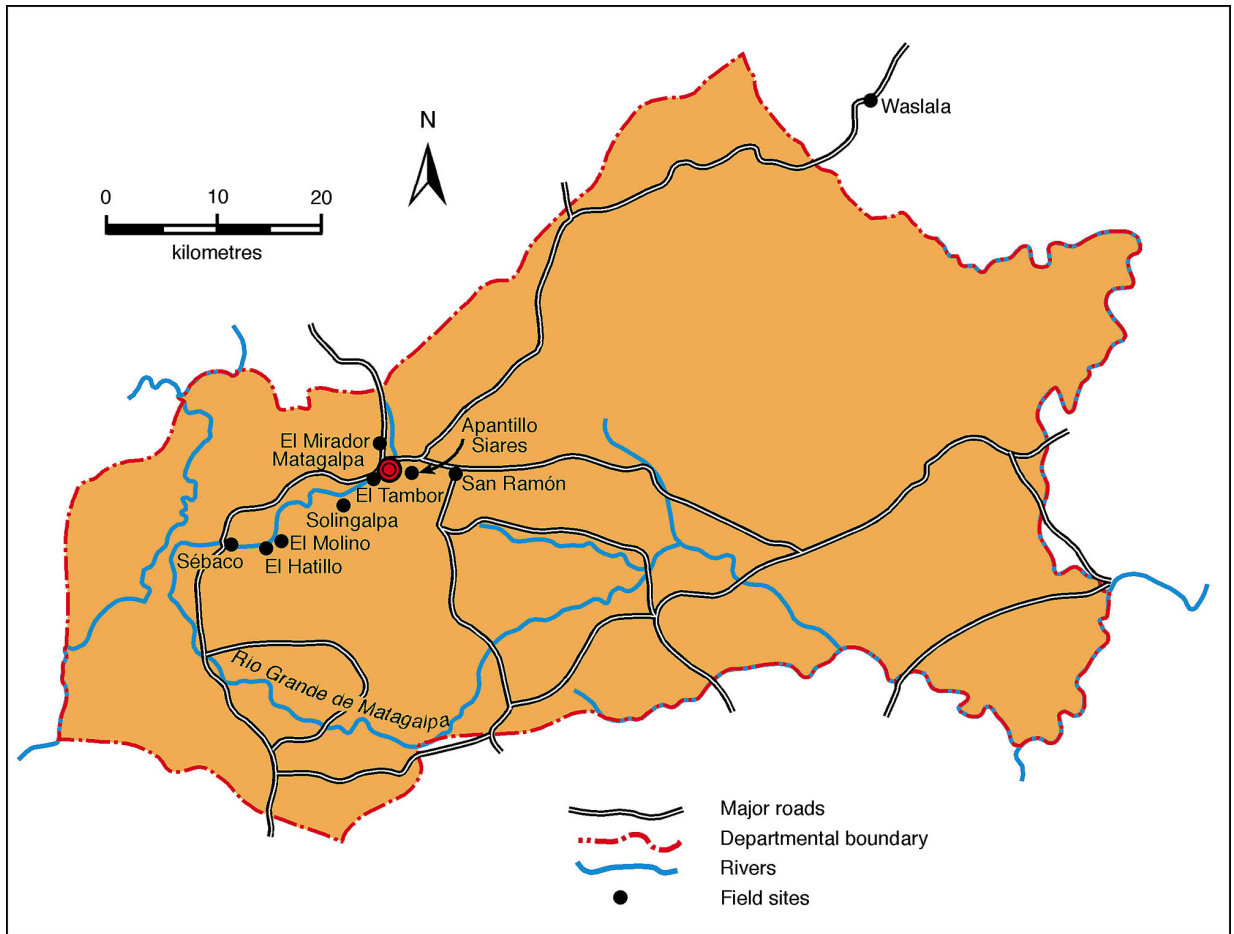 Waslala
N
0 10 20
kilometres
Apantillo
Siares
El Mirador
Matagalpa
El Tambor
San Ramón
Solingalpa
El Molino
Sébaco
El Hatillo
Rio Grande de Matagalpa
Major roads
Departmental boundary
Rivers
Field sites